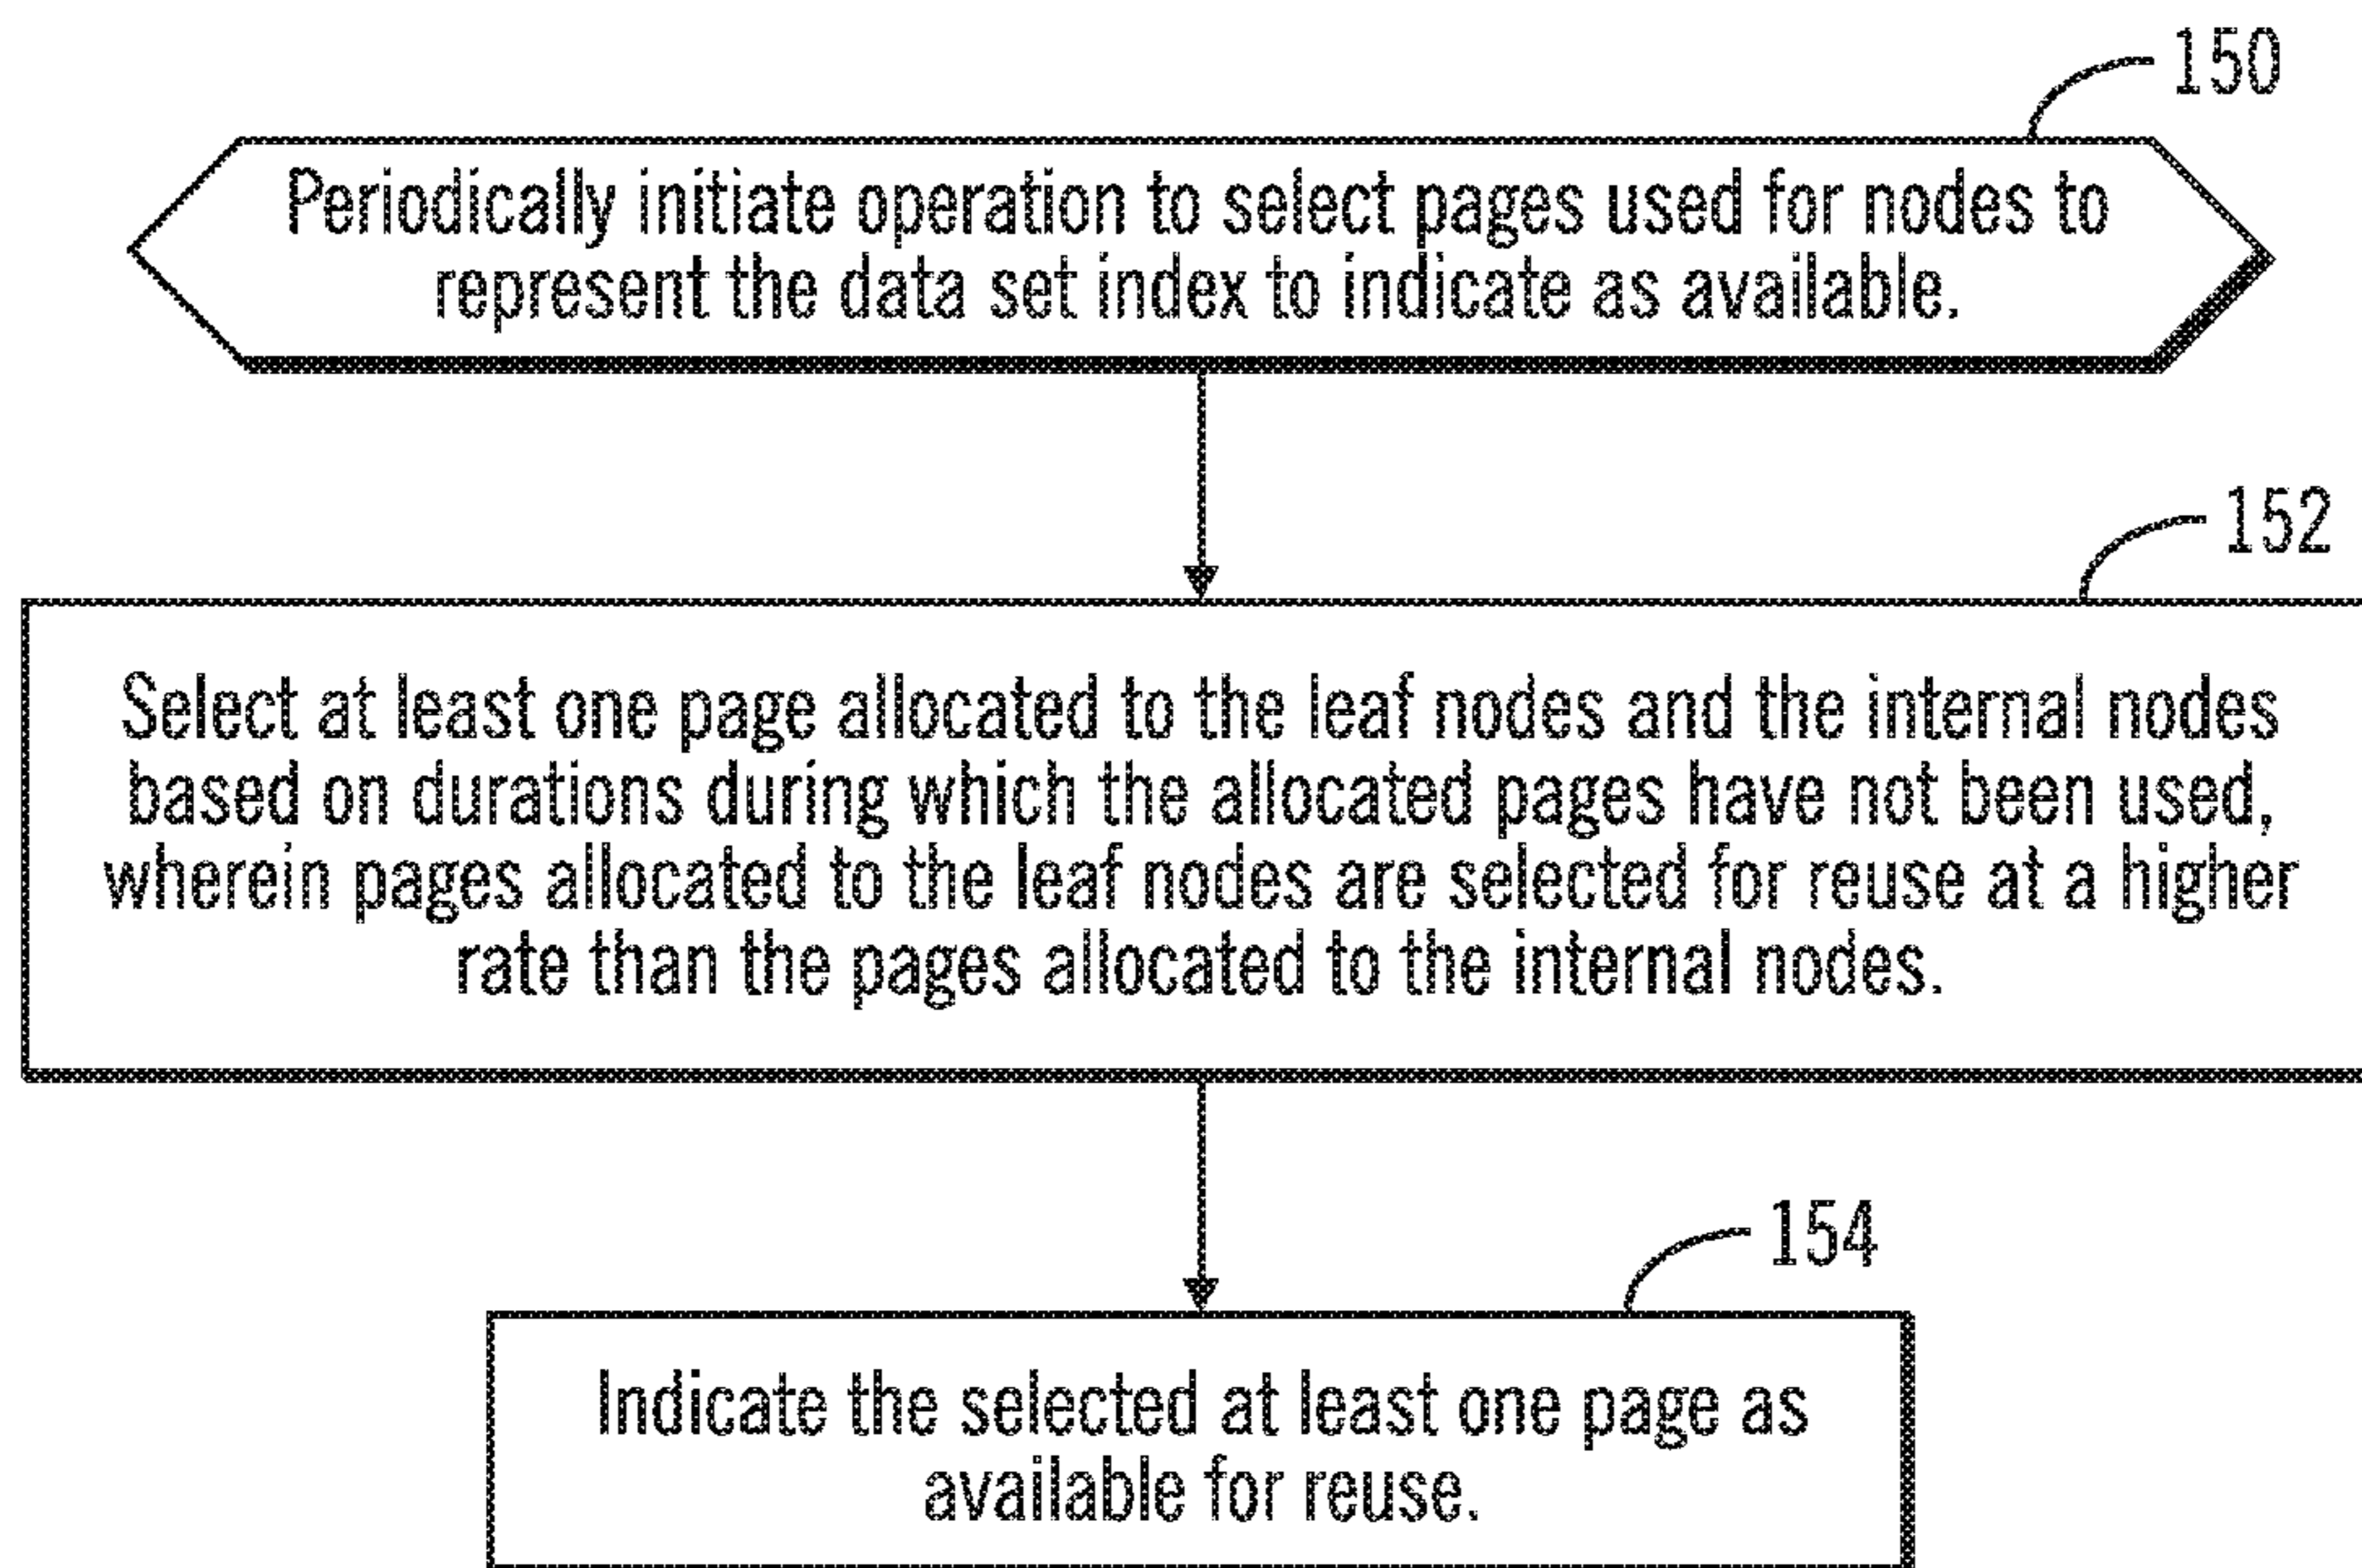 150
Periodically initiate operation to select pages used for nodes to
represent the data set index to indicate as available.
152
Select at least one page allocated to the leaf nodes and the internal nodes
based on durations during which the allocated pages have not been used,
wherein pages allocated to the leaf nodes are selected for reuse at a higher
rate than the pages allocated to the internal nodes.
154
Indicate the selected at least one page as
available for reuse.